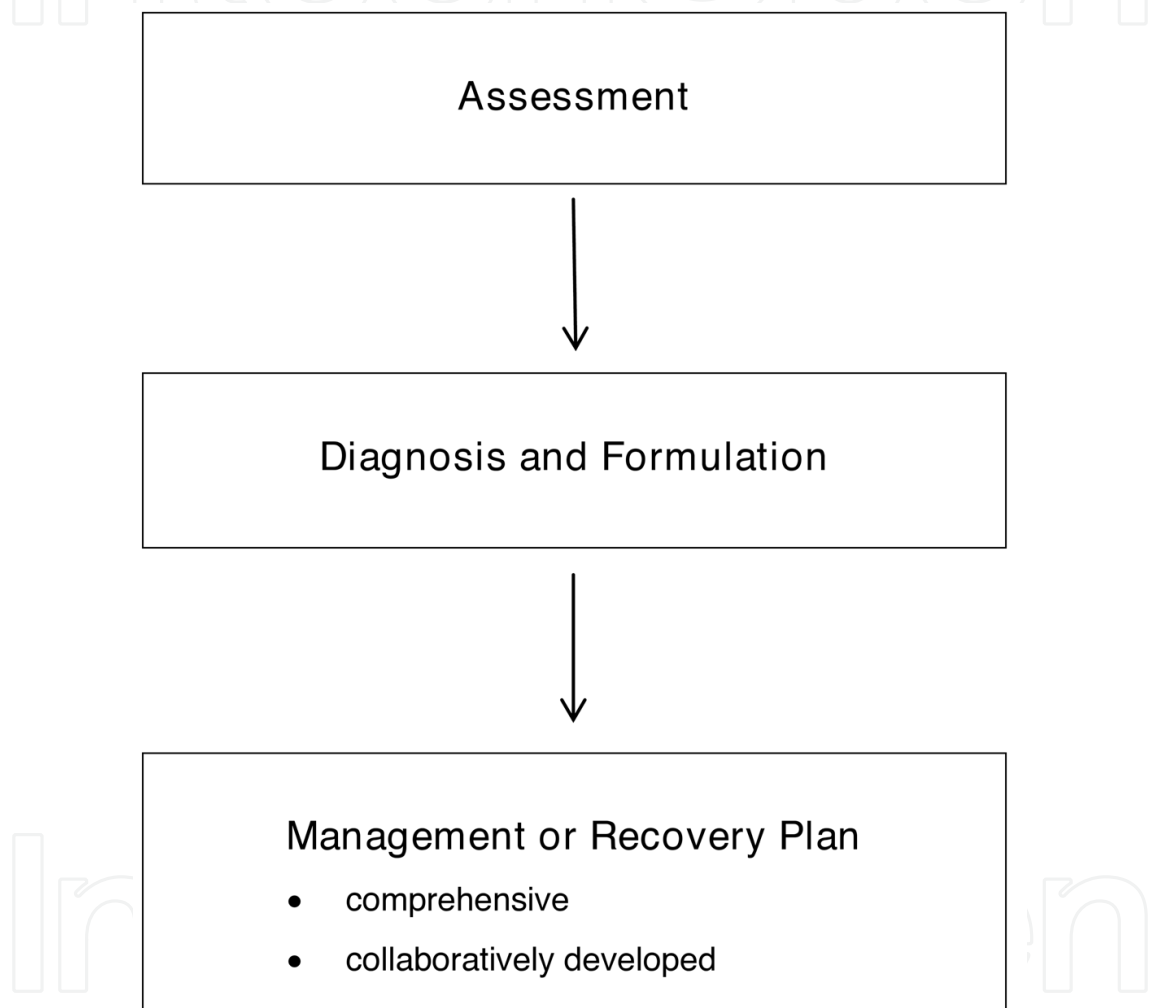 Assessment
Diagnosis and Formulation
Management or Recovery Plan
• comprehensive
• collaboratively developed